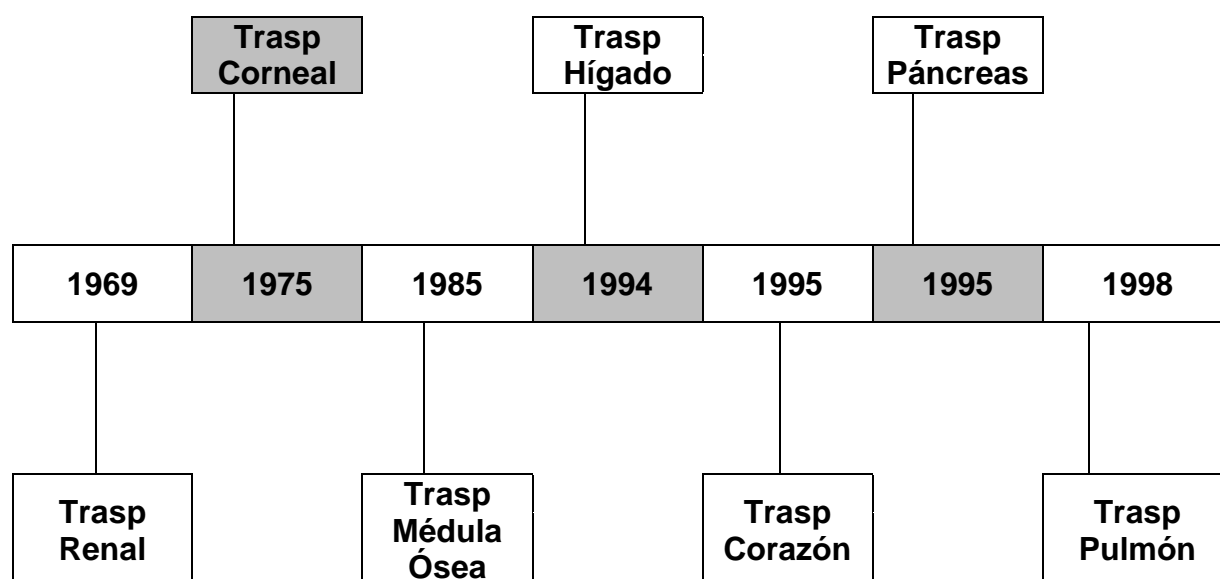 Trasp
Corneal
Trasp
Hígado
Trasp
Páncreas
1969 1975 1985 1994 1995 1995 1998
Trasp
Renal
Trasp
Médula
Ósea
Trasp
Corazón
Trasp
Pulmón